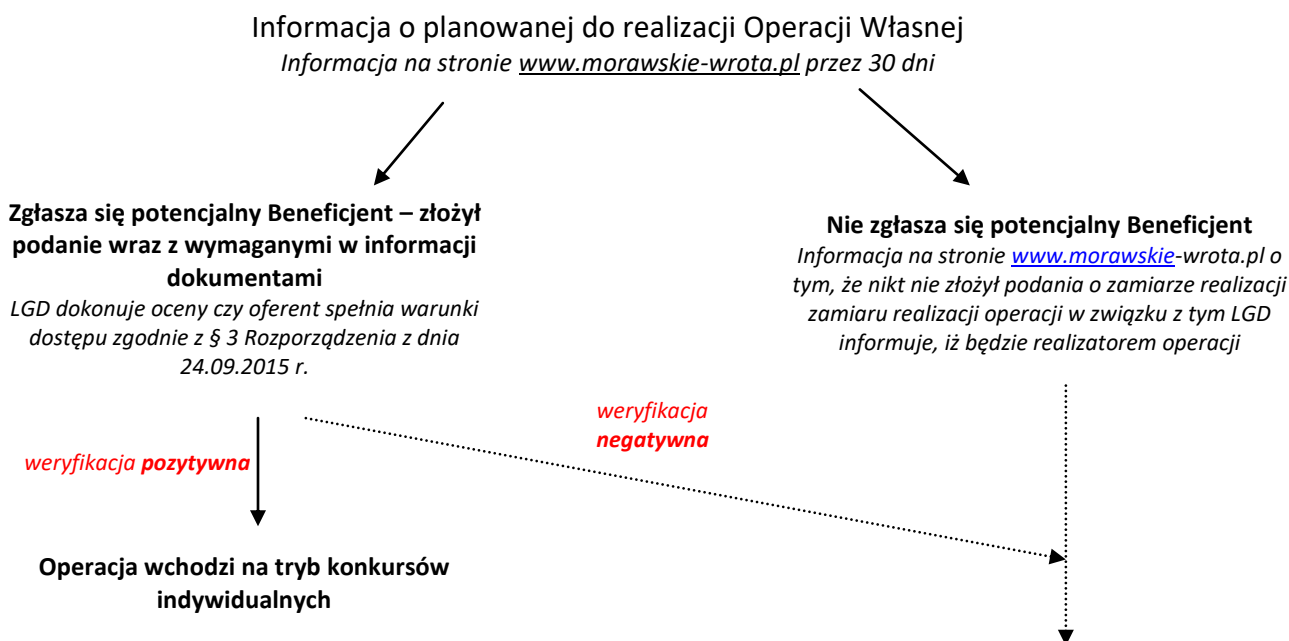 Informacja o planowanej do realizacji Operacji Własnej
Informacja na stronie www.morawskie-wrota.pl przez 30 dni
Zgłasza się potencjalny Beneficjent – złożył
podanie wraz z wymaganymi w informacji
dokumentami
LGD dokonuje oceny czy oferent spełnia warunki
dostępu zgodnie z § 3 Rozporządzenia z dnia
24.09.2015 r.
Nie zgłasza się potencjalny Beneficjent
Informacja na stronie www.morawskie-wrota.pl o
tym, że nikt nie złożył podania o zamiarze realizacji
zamiaru realizacji operacji w związku z tym LGD
informuje, iż będzie realizatorem operacji
weryfikacja
negatywna
weryfikacja pozytywna
Operacja wchodzi na tryb konkursów
indywidualnych